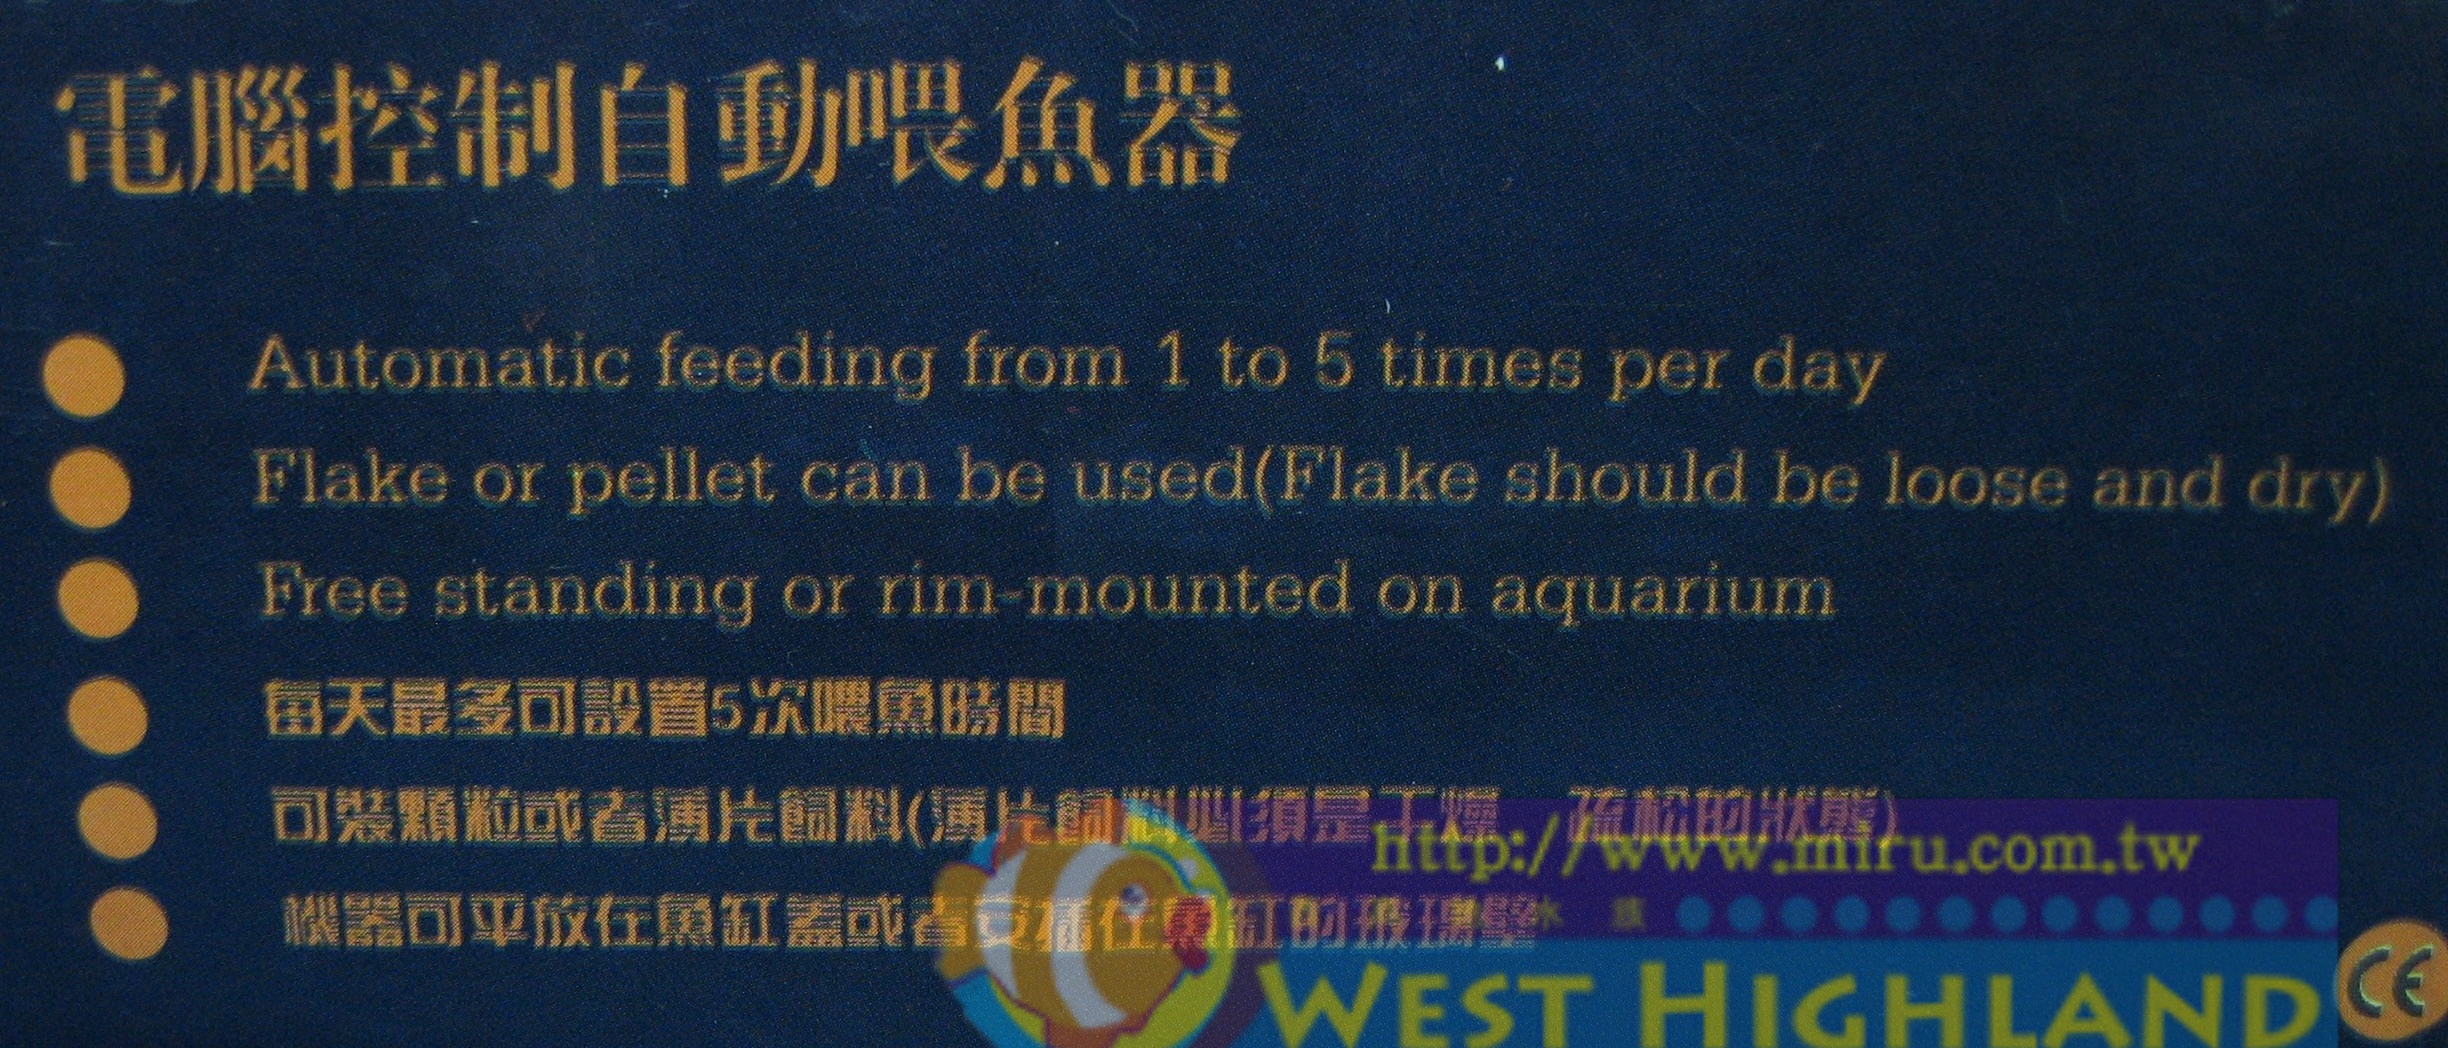 電腦控制自動喂魚器
Automatic feeding from 1 to 5 times per day
Flake or pellet can be used(Flake should be loose and dry)
Free standing or rim-mounted on aquarium
每天最多可設置5次喂魚時間
可裝顆粒或者薄片飼料(薄片飼料必須是干燥 疏松的狀態)
http://www.miru.com.tw
機器可平放在魚缸蓋或者安插在魚缸的玻璃壁
水 族
WEST HIGHLAND
CE